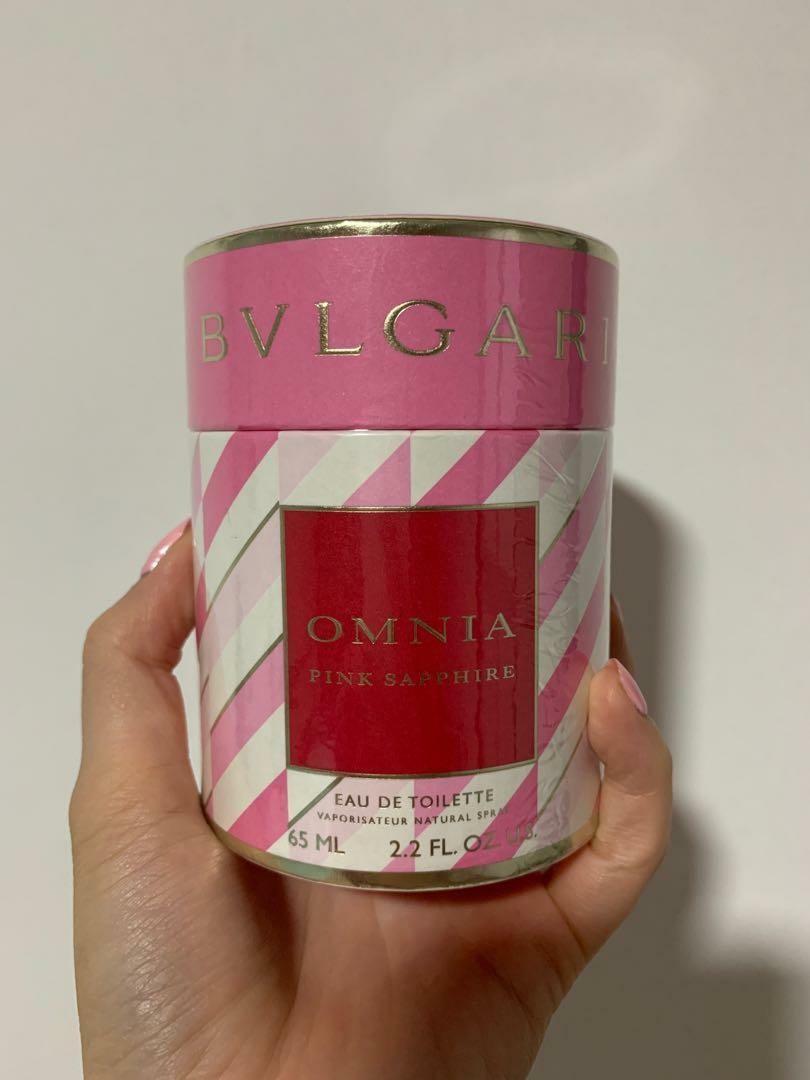 BVLGARI
OMNIA
PINK SAPPHIRE
EAU DE TOILETTE
VAPORISATEUR NATURAL SPRAY
65 ML 2.2 FL. OZ U.S.